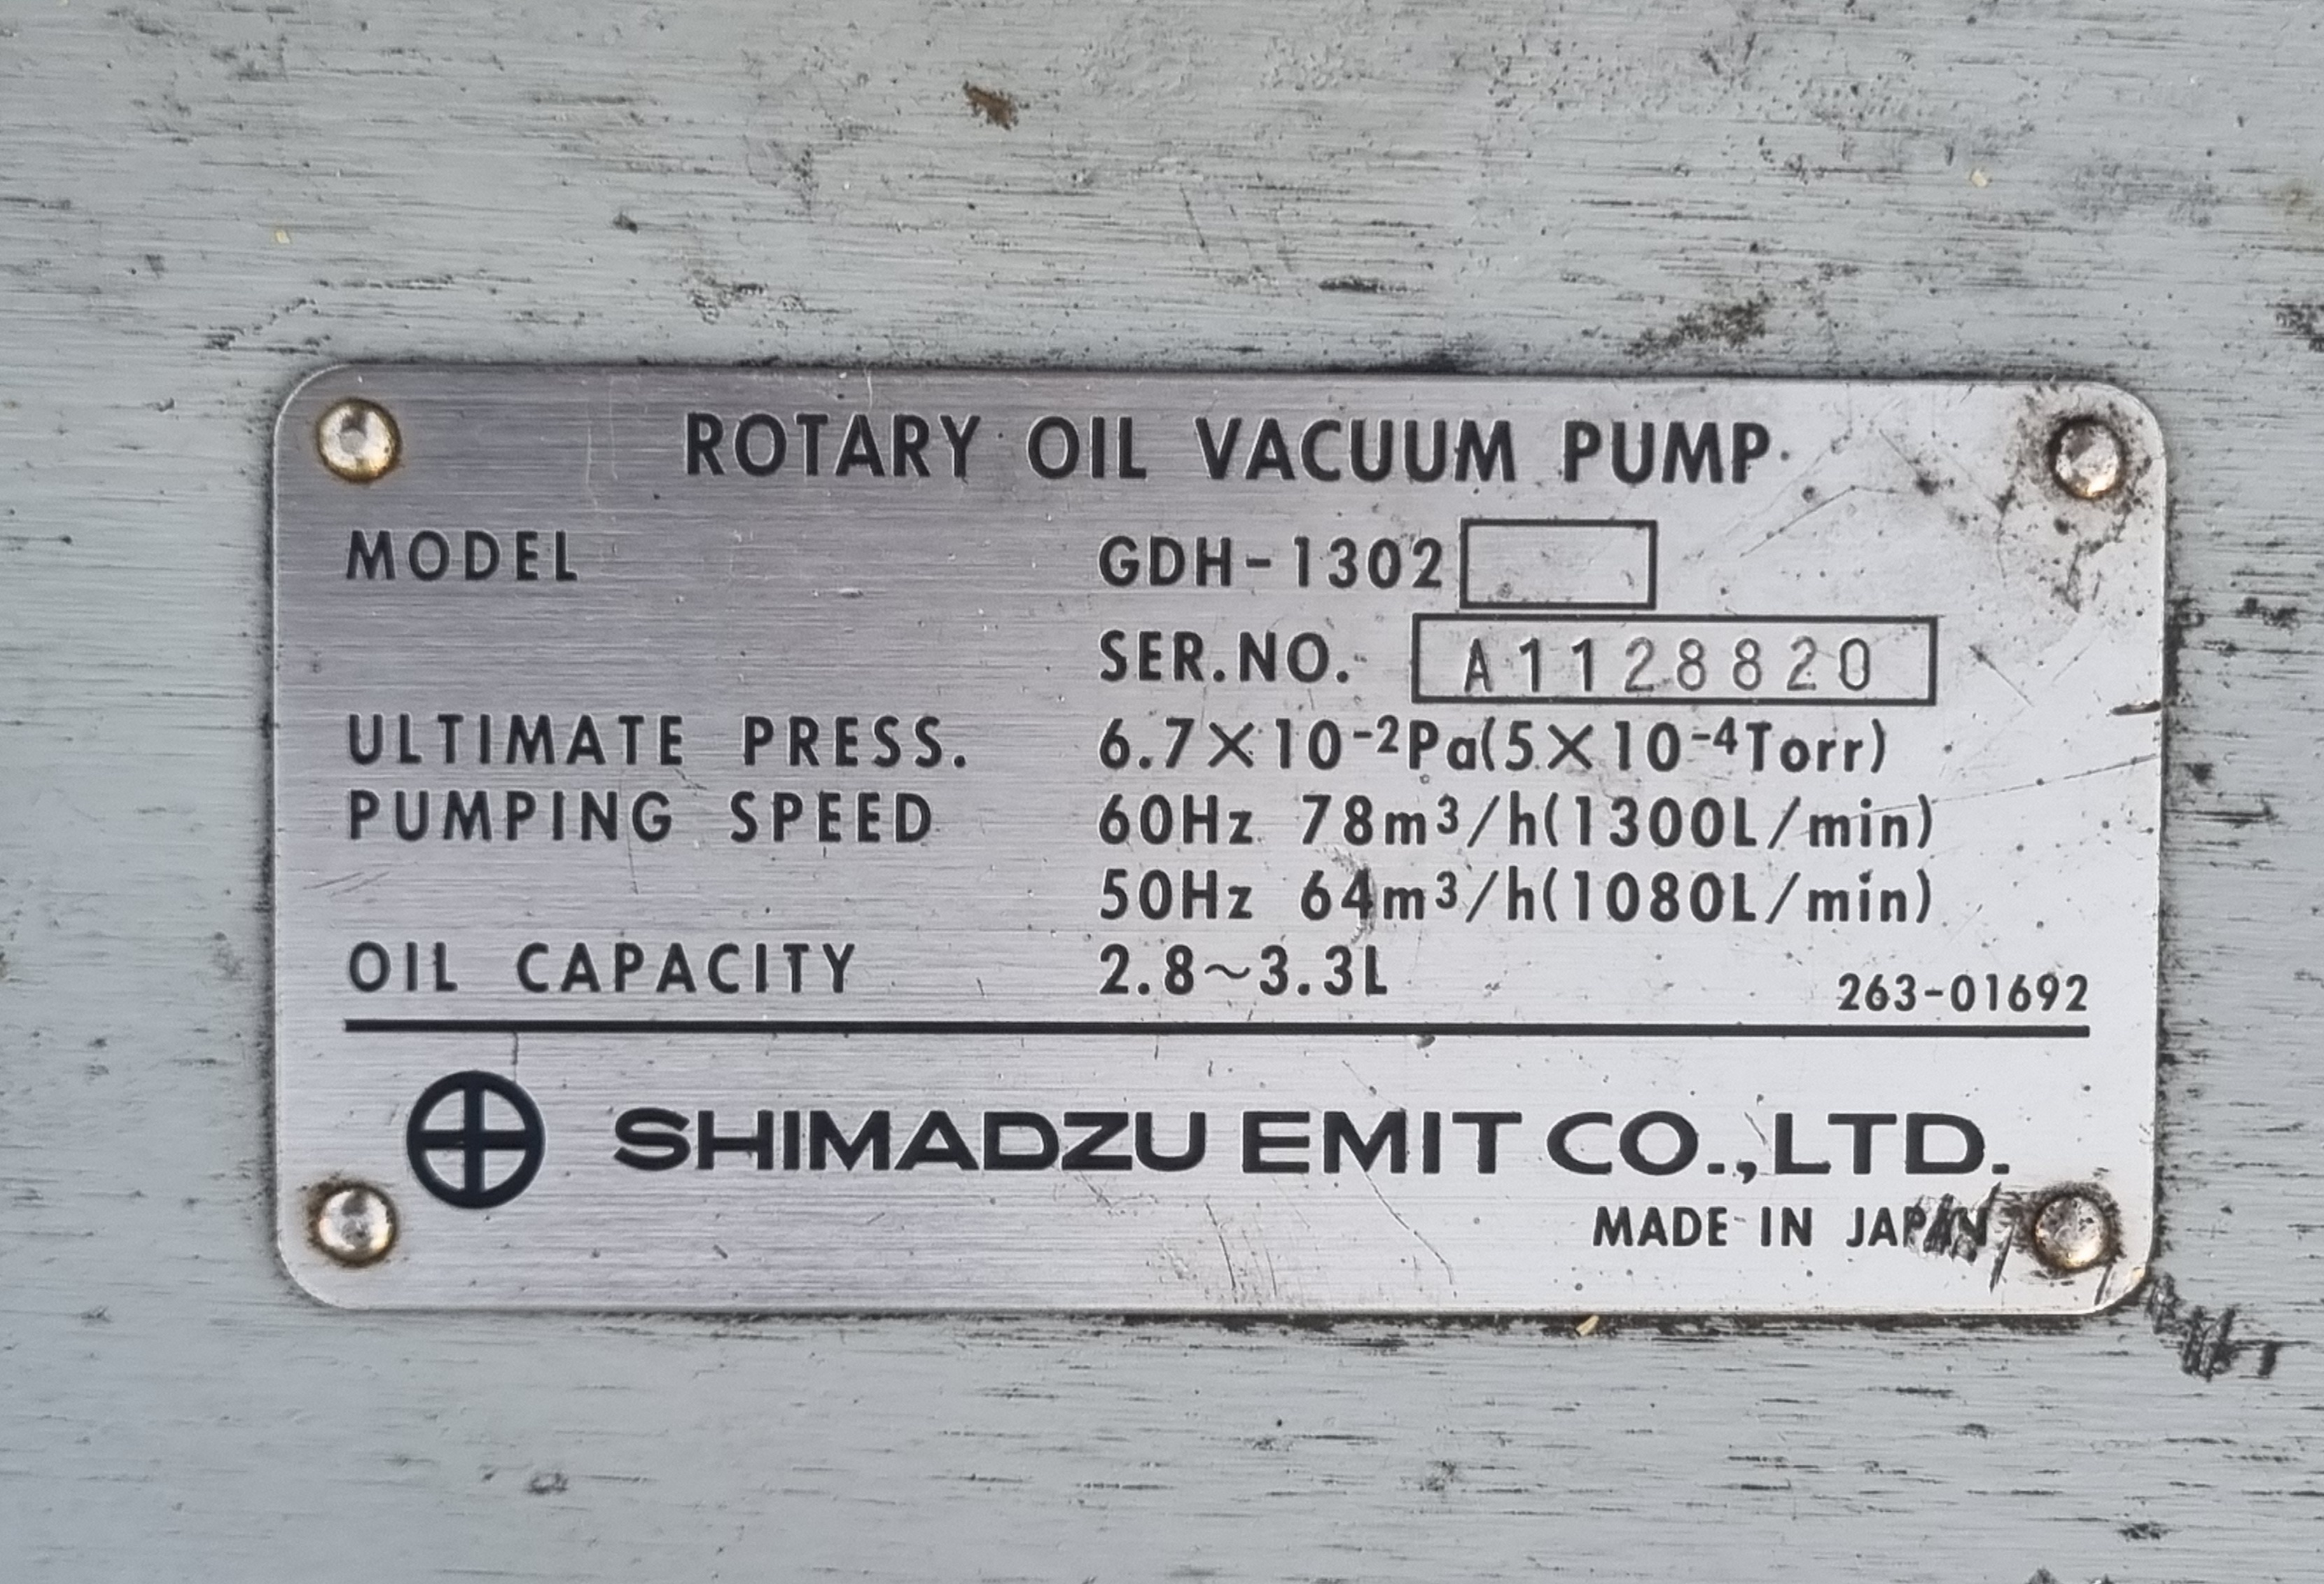 ROTARY OIL VACUUM PUMP
MODEL GDH-1302
SER.NO. A1128820
ULTIMATE PRESS. 6.7×10⁻²Pa(5×10⁻⁴Torr)
PUMPING SPEED 60Hz 78m³/h(1300L/min)
50Hz 64m³/h(1080L/min)
OIL CAPACITY 2.8~3.3L
263-01692
SHIMADZU EMIT CO.,LTD.
MADE IN JAPAN